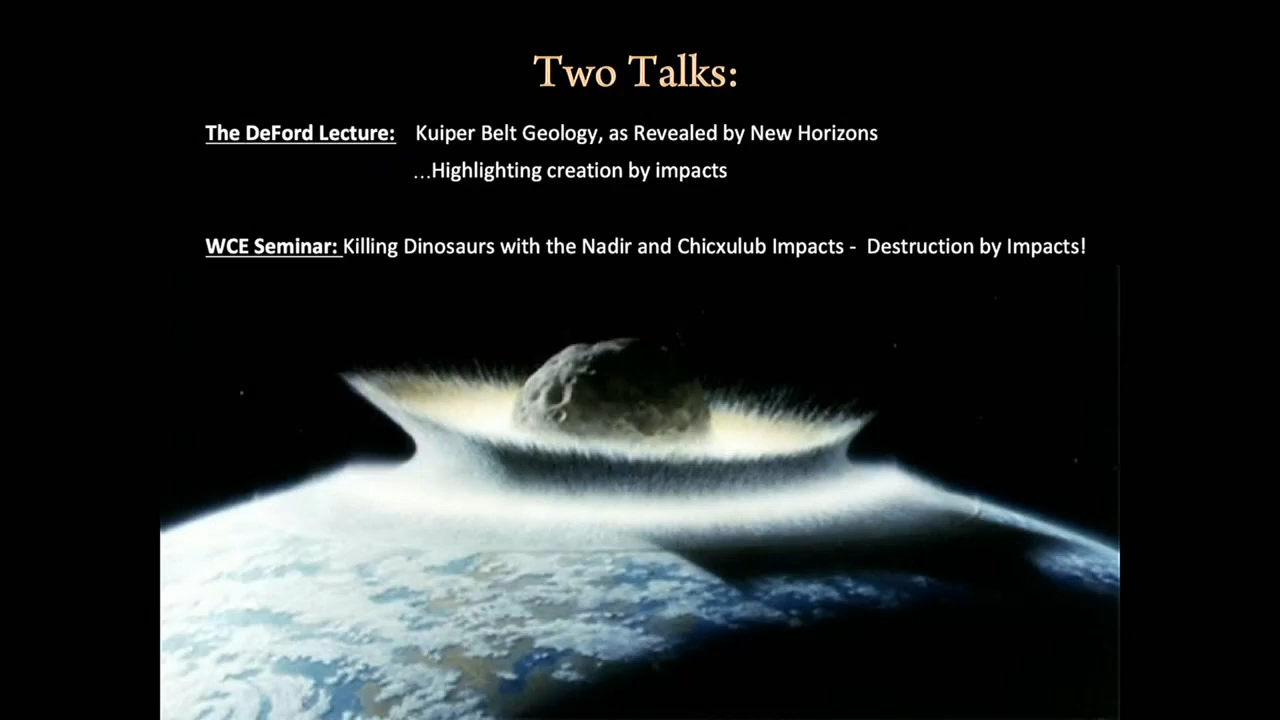 Two Talks:
The DeFord Lecture: Kuiper Belt Geology, as Revealed by New Horizons
...Highlighting creation by impacts
WCE Seminar: Killing Dinosaurs with the Nadir and Chicxulub Impacts - Destruction by Impacts!